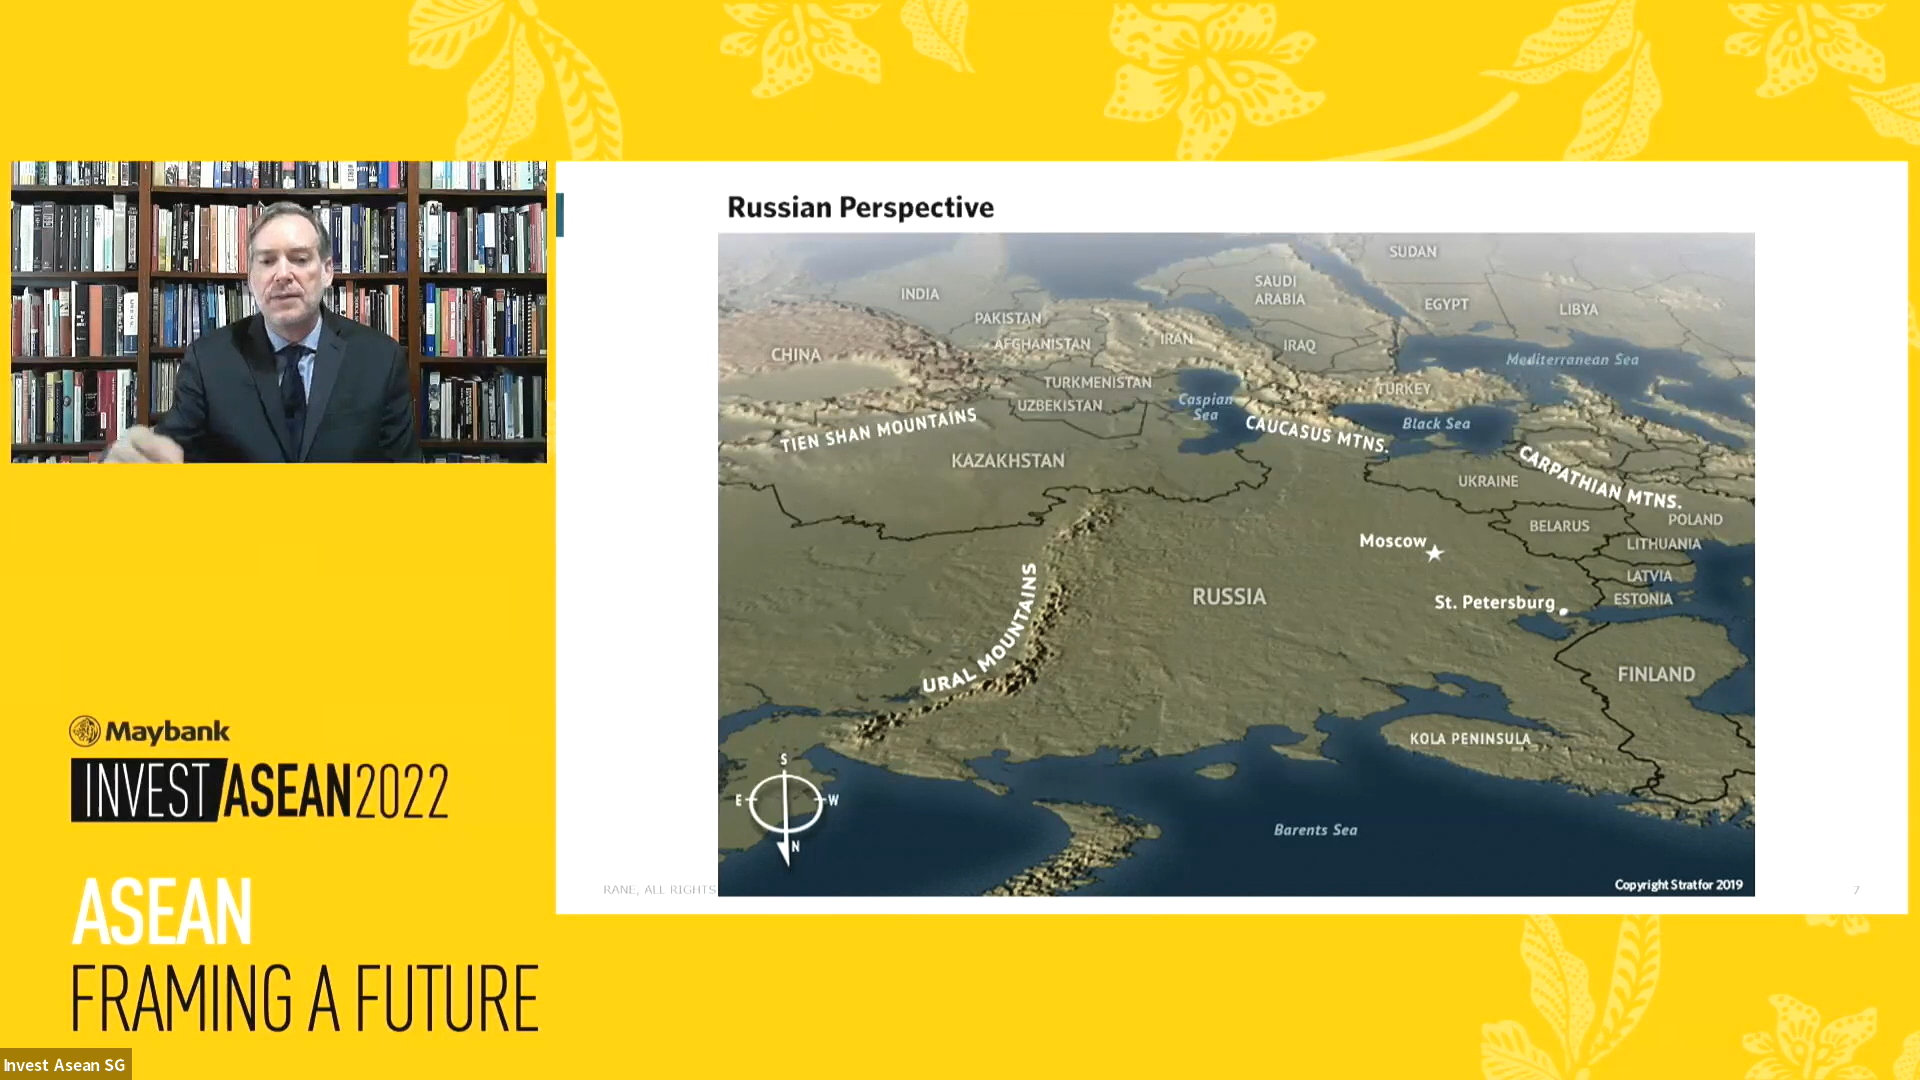 Russian Perspective
SUDAN
INDIA
SAUDI
ARABIA
EGYPT
LIBYA
PAKISTAN
AFGHANISTAN
IRAN
IRAQ
Mediterranean Sea
CHINA
TURKMENISTAN
TURKEY
UZBEKISTAN
Caspian
Sea
Black Sea
TIEN SHAN MOUNTAINS
CAUCASUS MTNS.
KAZAKHSTAN
UKRAINE
CARPATHIAN MTNS.
POLAND
BELARUS
Moscow
LITHUANIA
LATVIA
RUSSIA
St. Petersburg
ESTONIA
URAL MOUNTAINS
FINLAND
KOLA PENINSULA
S
E
W
N
Barents Sea
Copyright Stratfor 2019
RANE, ALL RIGHTS
7
Maybank
INVEST ASEAN2022
ASEAN
FRAMING A FUTURE
Invest Asean SG